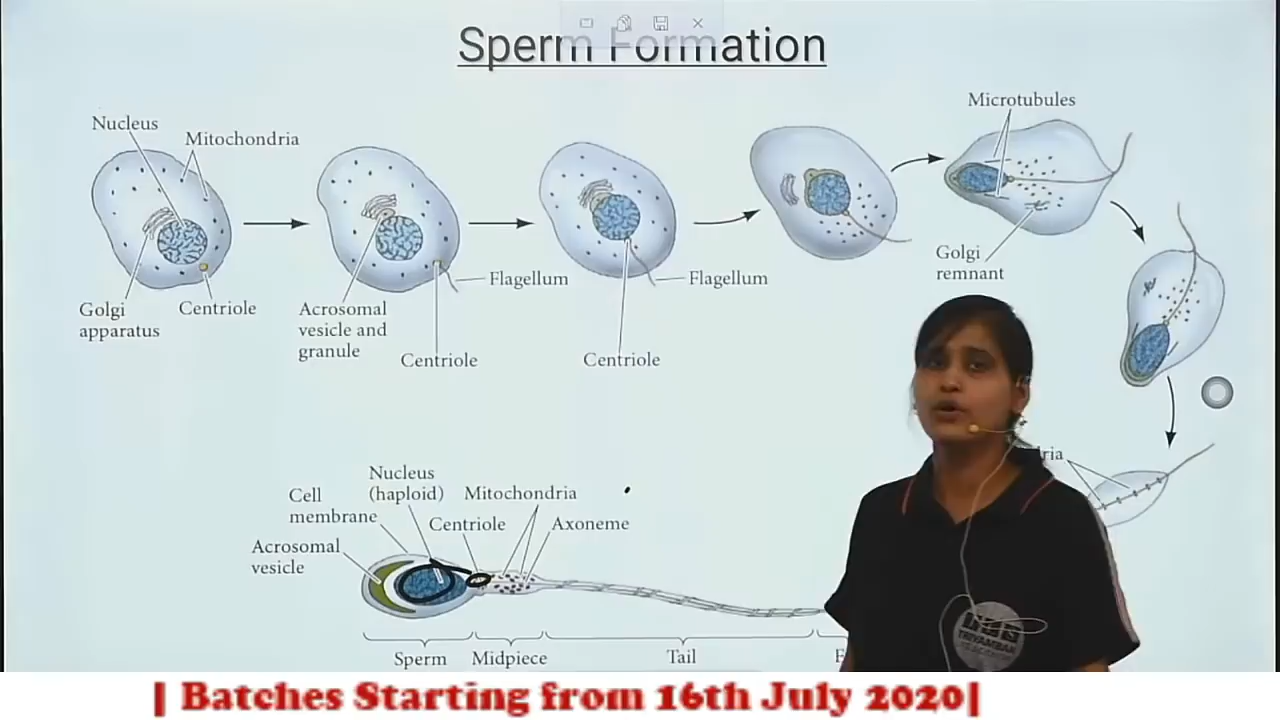 Sperm Formation
Microtubules
Nucleus
Mitochondria
Golgi
remnant
Flagellum
Flagellum
Golgi
apparatus
Centriole
Acrosomal
vesicle and
granule
Centriole
Centriole
Nucleus
(haploid)
Mitochondria
Cell
membrane
Centriole
Axoneme
Acrosomal
vesicle
Sperm
Midpiece
Tail
| Batches Starting from 16th July 2020|